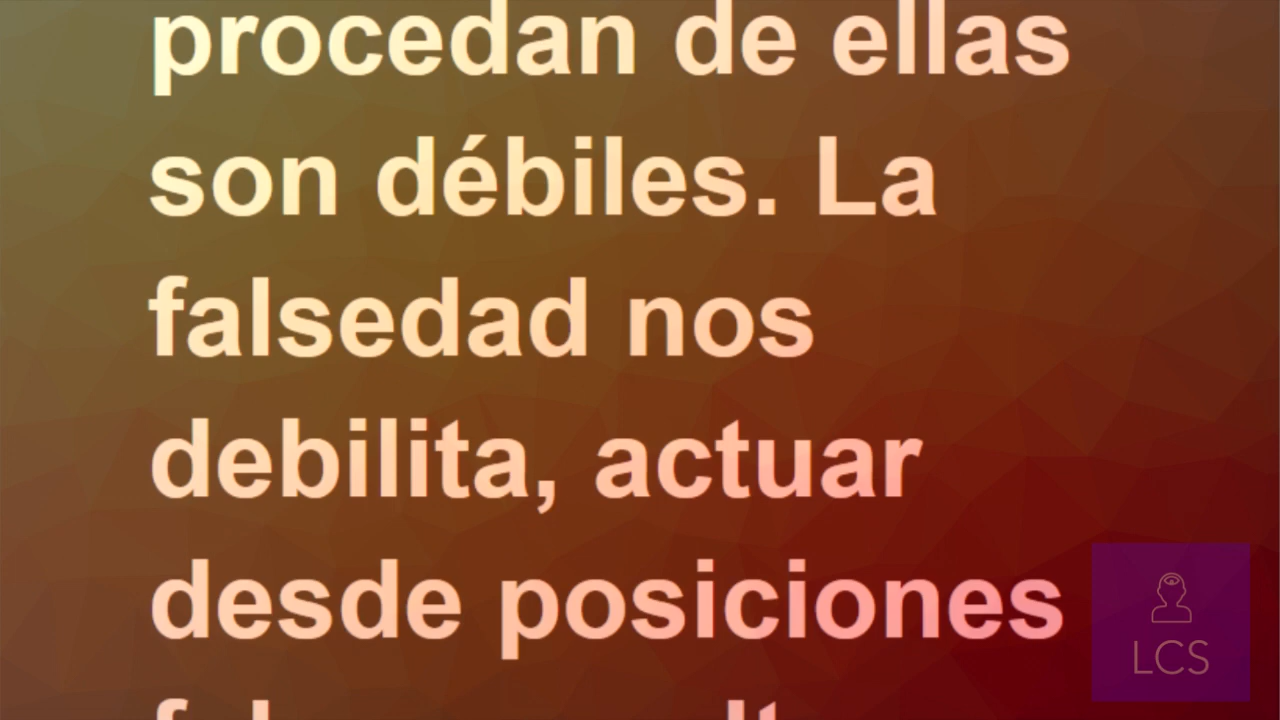 procedan de ellas
son débiles. La
falsedad nos
debilita, actuar
desde posiciones
LCS